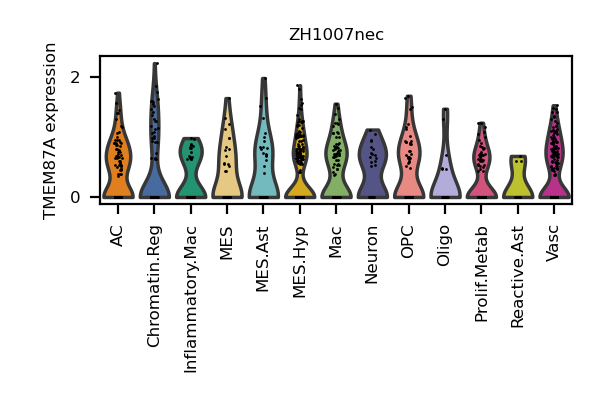 ZH1007nec
TMEM87A expression
2
0
AC
Chromatin.Reg
Inflammatory.Mac
MES
MES.Ast
MES.Hyp
Mac
Neuron
OPC
Oligo
Prolif.Metab
Reactive.Ast
Vasc